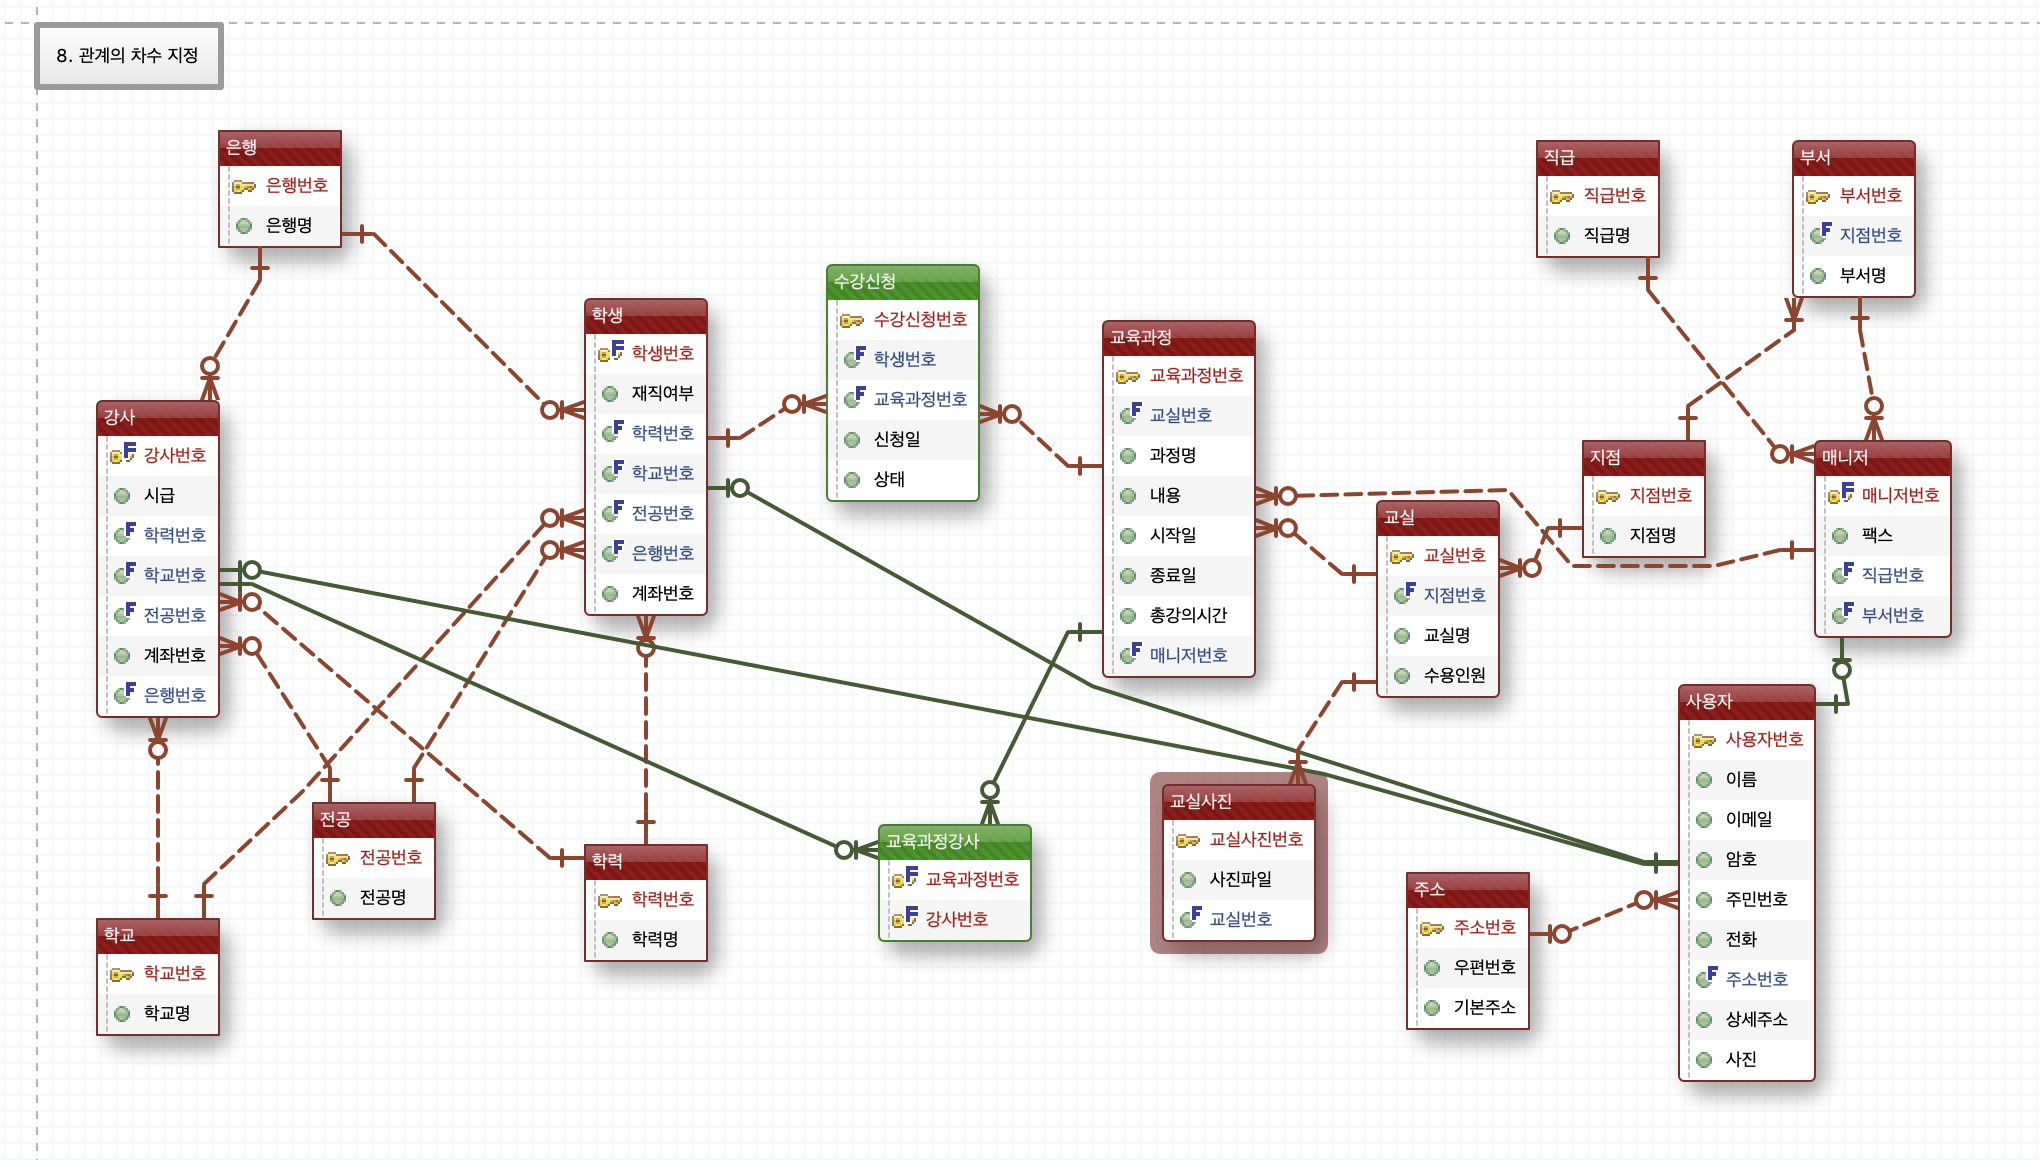 8. 관계의 차수 지정
은행
은행번호
은행명
직급
직급번호
직급명
부서
부서번호
지점번호
부서명
수강신청
수강신청번호
학생번호
교육과정번호
신청일
상태
학생
학생번호
재직여부
학력번호
학교번호
전공번호
은행번호
계좌번호
교육과정
교육과정번호
교실번호
과정명
내용
시작일
종료일
총강의시간
매니저번호
강사
강사번호
시급
학력번호
학교번호
전공번호
계좌번호
은행번호
지점
지점번호
지점명
매니저
매니저번호
팩스
직급번호
부서번호
교실
교실번호
지점번호
교실명
수용인원
사용자
사용자번호
이름
이메일
암호
주민번호
전화
주소번호
상세주소
사진
교실사진
교실사진번호
사진파일
교실번호
전공
전공번호
전공명
교육과정강사
교육과정번호
강사번호
학력
학력번호
학력명
주소
주소번호
우편번호
기본주소
학교
학교번호
학교명